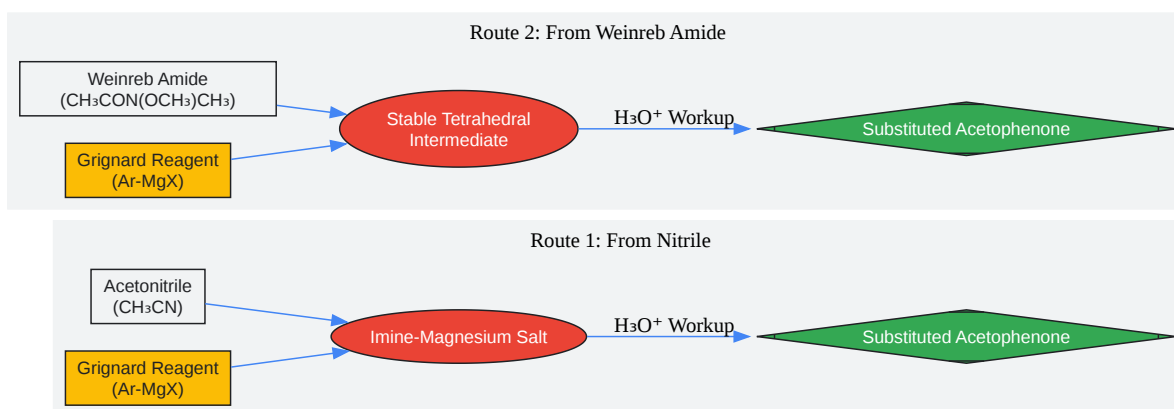 Route 2: From Weinreb Amide
Weinreb Amide
(CH₃CON(OCH₃)CH₃)
Grignard Reagent
(Ar-MgX)
Stable Tetrahedral
Intermediate
H₃O⁺ Workup
Substituted Acetophenone
Route 1: From Nitrile
Acetonitrile
(CH₃CN)
Grignard Reagent
(Ar-MgX)
Imine-Magnesium Salt
H₃O⁺ Workup
Substituted Acetophenone